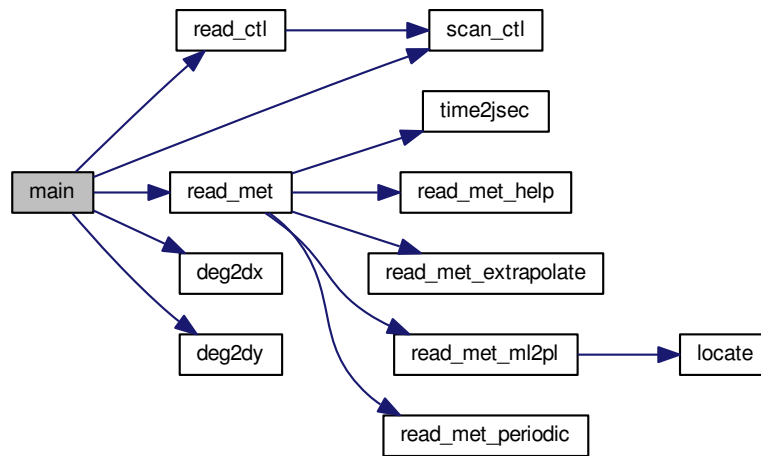 read_ctl
scan_ctl
time2jsec
main
read_met
read_met_help
deg2dx
read_met_extrapolate
deg2dy
read_met_ml2pl
locate
read_met_periodic